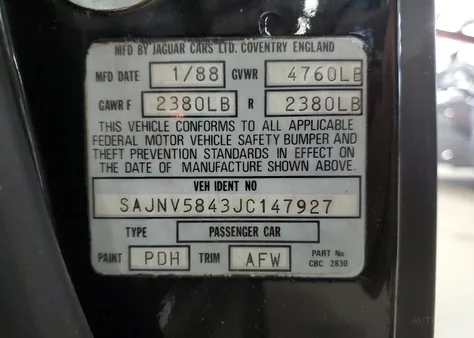 MFD BY JAGUAR CARS LTD. COVENTRY ENGLAND
MFD DATE 1/88 GVWR 4760LB
GAWR F 2380LB R 2380LB
THIS VEHICLE CONFORMS TO ALL APPLICABLE
FEDERAL MOTOR VEHICLE SAFETY BUMPER AND
THEFT PREVENTION STANDARDS IN EFFECT ON
THE DATE OF MANUFACTURE SHOWN ABOVE.
VEH IDENT NO
SAJNV5843JC147927
TYPE PASSENGER CAR
PAINT PDH TRIM AFW PART No
CBC 2830